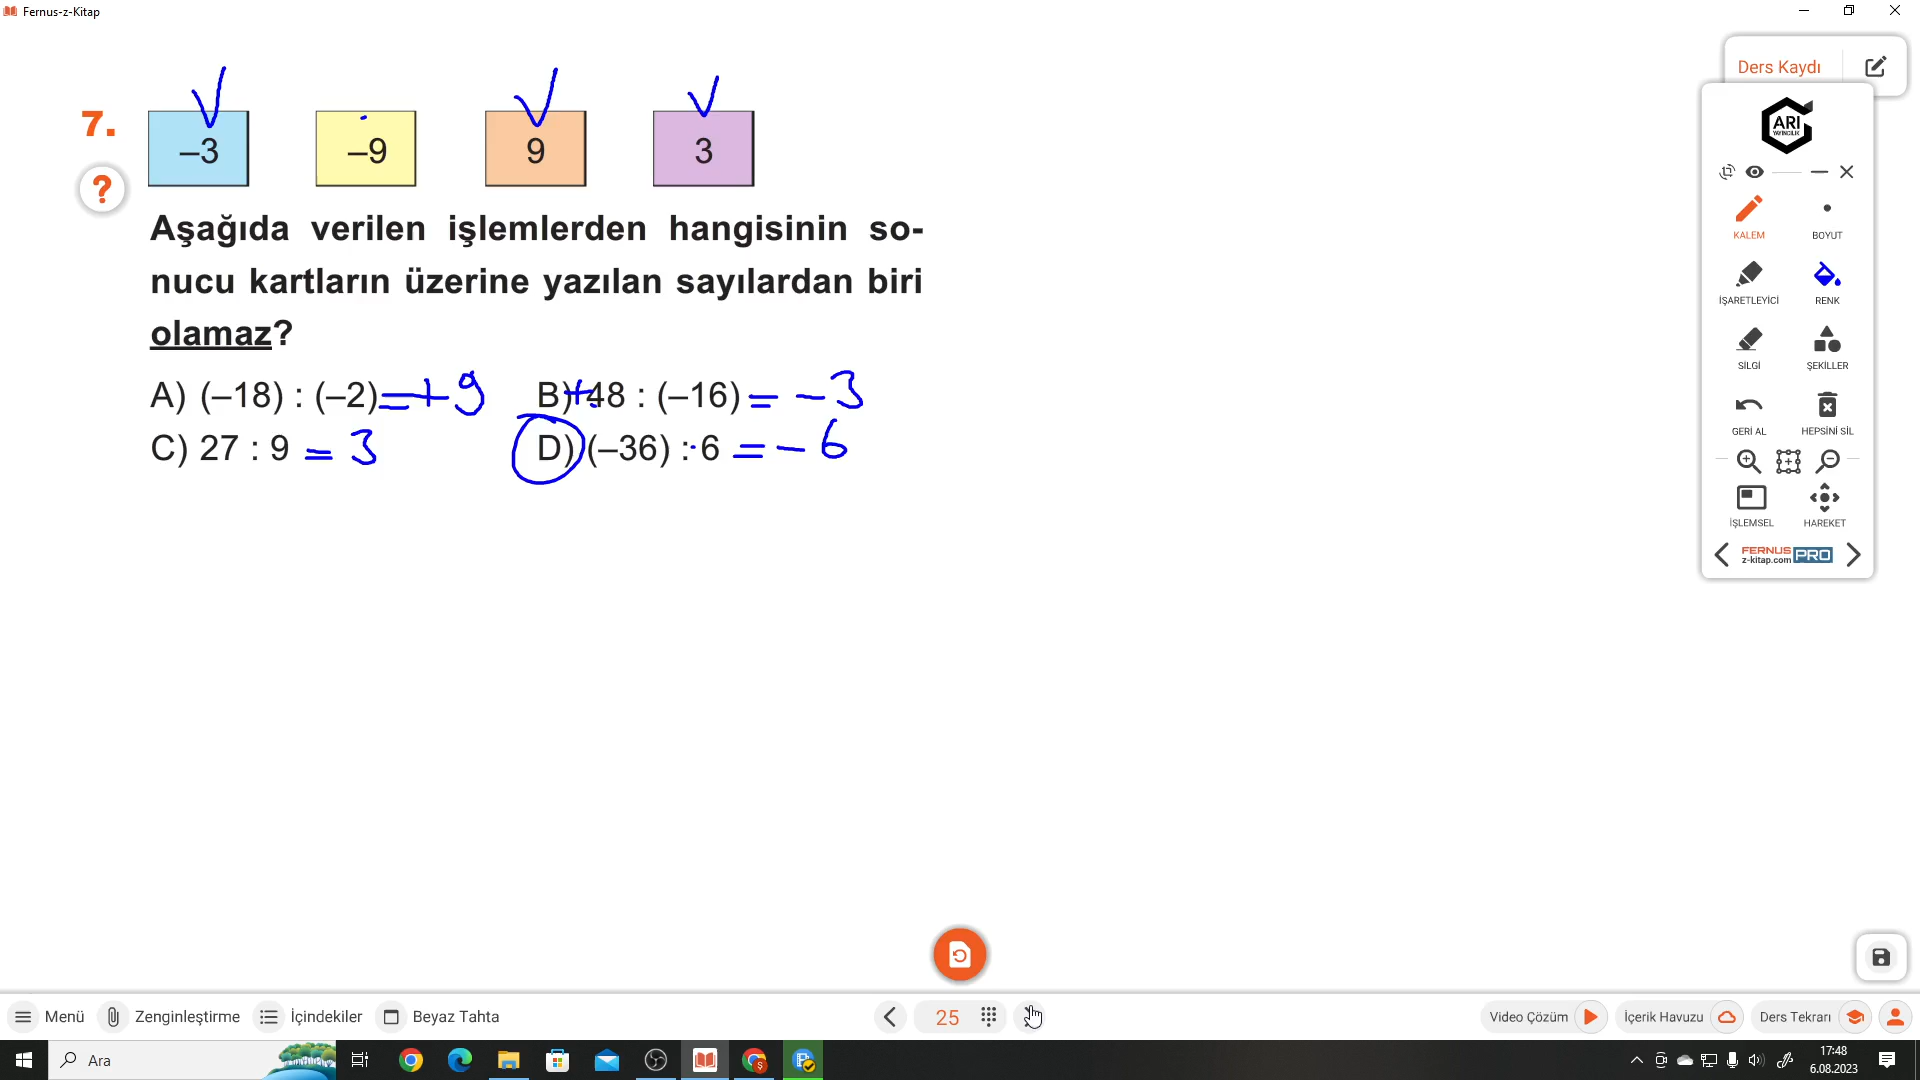 Fernus-z-Kitap
Ders Kaydı
7.
–3
–9
9
3
?
Aşağıda verilen işlemlerden hangisinin so-
nucu kartların üzerine yazılan sayılardan biri
olamaz?
A) (–18) : (–2) = +9
B) +48 : (–16) = –3
C) 27 : 9 = 3
D) (–36) : 6 = –6
ARI
YAYINCILIK
KALEM
BOYUT
İŞARETLEYİCİ
RENK
SİLGİ
ŞEKİLLER
GERİ AL
HEPSİNİ SİL
İŞLEMSEL
HAREKET
FERNUS
z-kitap.com PRO
Menü
Zenginleştirme
İçindekiler
Beyaz Tahta
25
Video Çözüm
İçerik Havuzu
Ders Tekrarı
Ara
17:48
6.08.2023